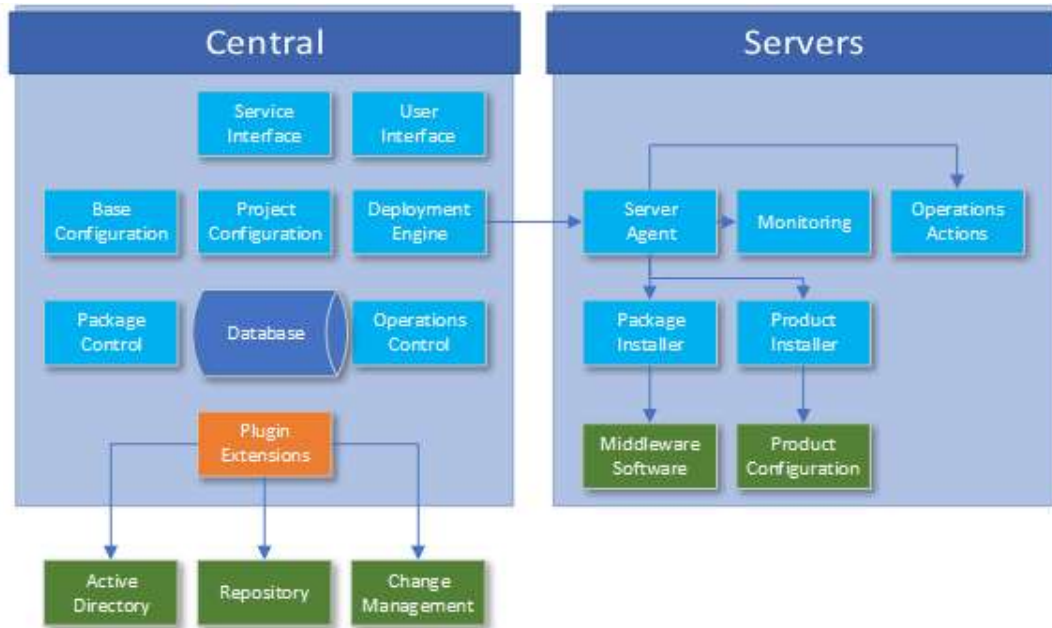 Central
Servers
Service
Interface
User
Interface
Base
Configuration
Project
Configuration
Deployment
Engine
Server
Agent
Monitoring
Operations
Actions
Package
Control
Database
Operations
Control
Package
Installer
Product
Installer
Plugin
Extensions
Middleware
Software
Product
Configuration
Active
Directory
Repository
Change
Management